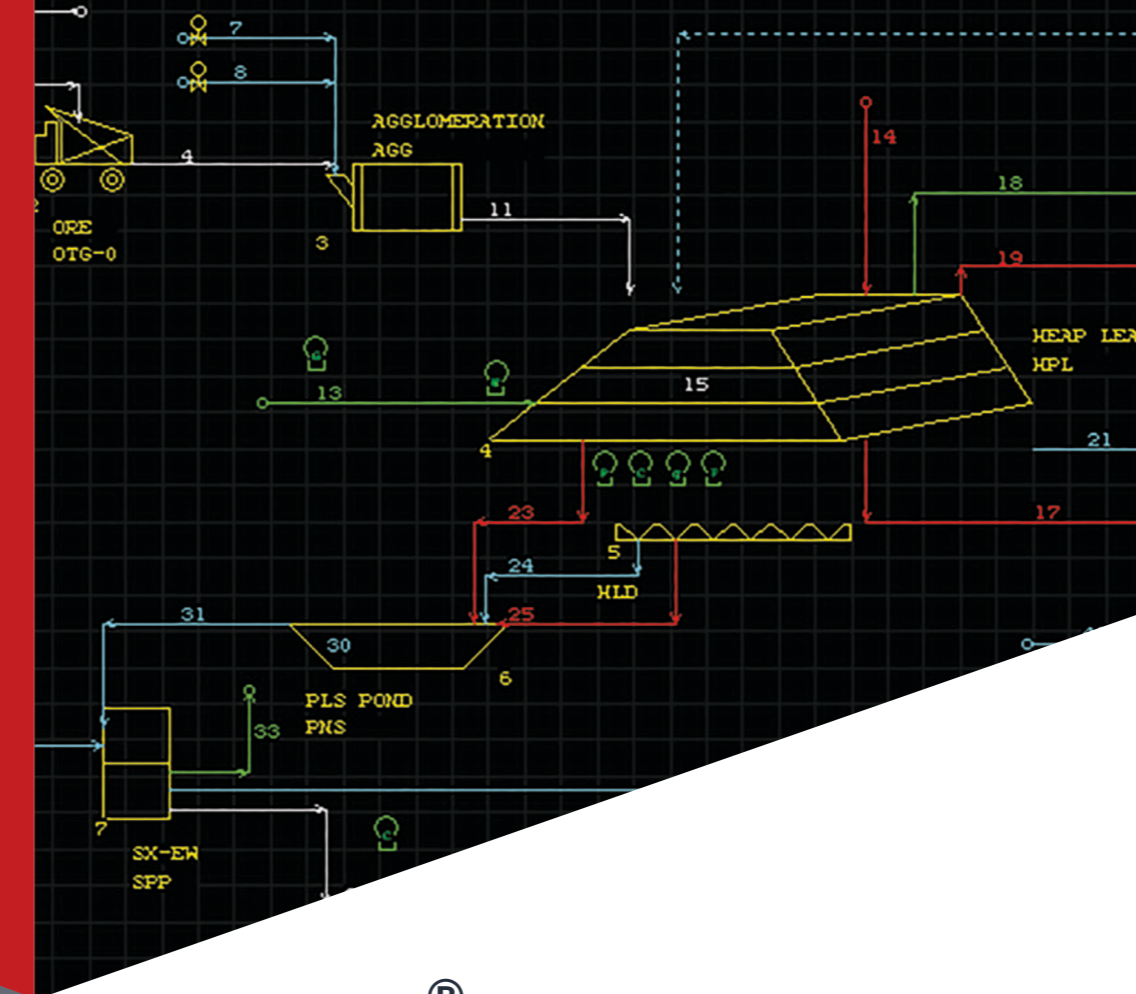 7
8
AGGLOMERATION
AGG
14
4
18
11
ORE
OTG-0
3
19
HEAP LEA
HPL
15
13
21
4
23
17
5
24
HLD
31
25
30
6
PLS POND
PNS
33
7
C
SX-EW
SPP
®